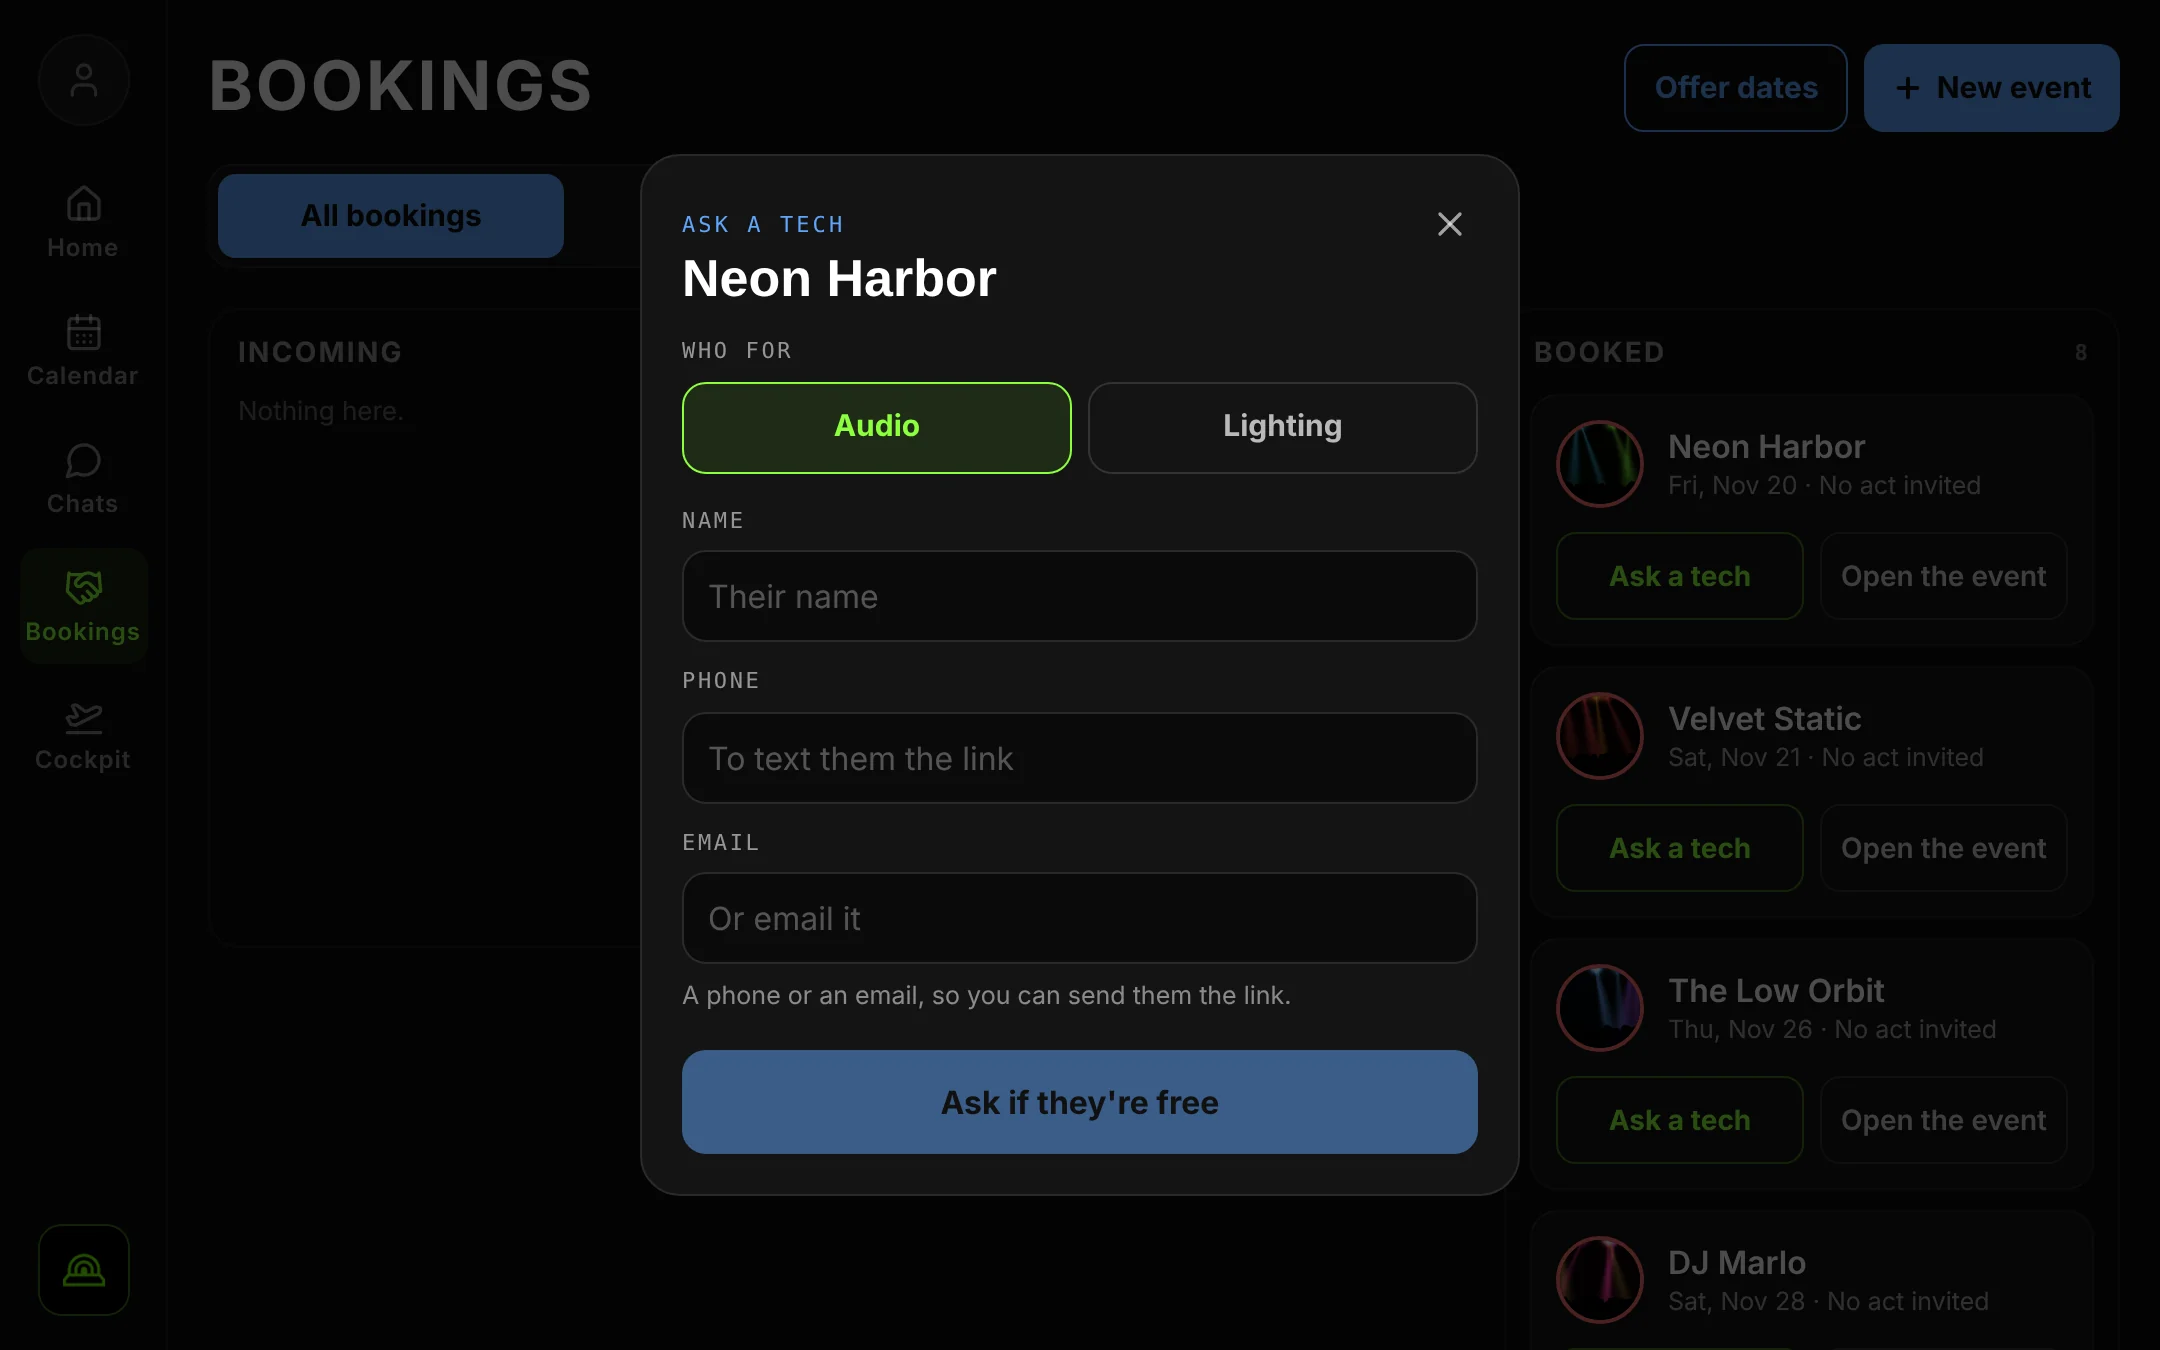 BOOKINGS
Offer dates
+ New event
Home
Calendar
Chats
Bookings
Cockpit
All bookings
INCOMING
Nothing here.
ASK A TECH
Neon Harbor
WHO FOR
Audio
Lighting
NAME
Their name
PHONE
To text them the link
EMAIL
Or email it
A phone or an email, so you can send them the link.
Ask if they're free
BOOKED
8
Neon Harbor
Fri, Nov 20 · No act invited
Ask a tech
Open the event
Velvet Static
Sat, Nov 21 · No act invited
Ask a tech
Open the event
The Low Orbit
Thu, Nov 26 · No act invited
Ask a tech
Open the event
DJ Marlo
Sat, Nov 28 · No act invited